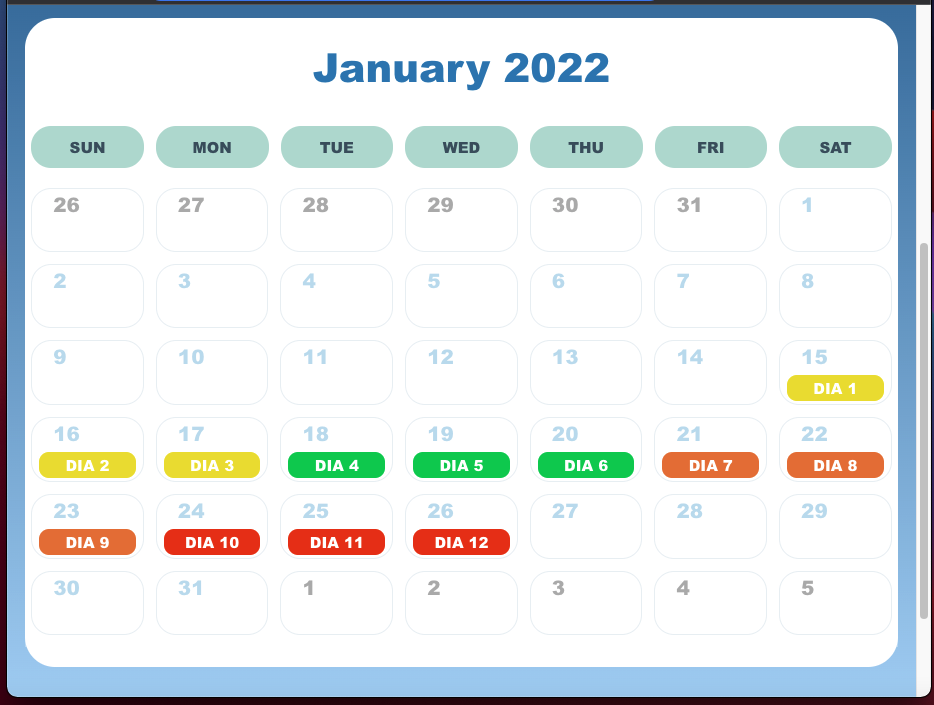 January 2022
SUN MON TUE WED THU FRI SAT
26 27 28 29 30 31 1
2 3 4 5 6 7 8
9 10 11 12 13 14 15
DIA 1
16 17 18 19 20 21 22
DIA 2 DIA 3 DIA 4 DIA 5 DIA 6 DIA 7 DIA 8
23 24 25 26 27 28 29
DIA 9 DIA 10 DIA 11 DIA 12
30 31 1 2 3 4 5